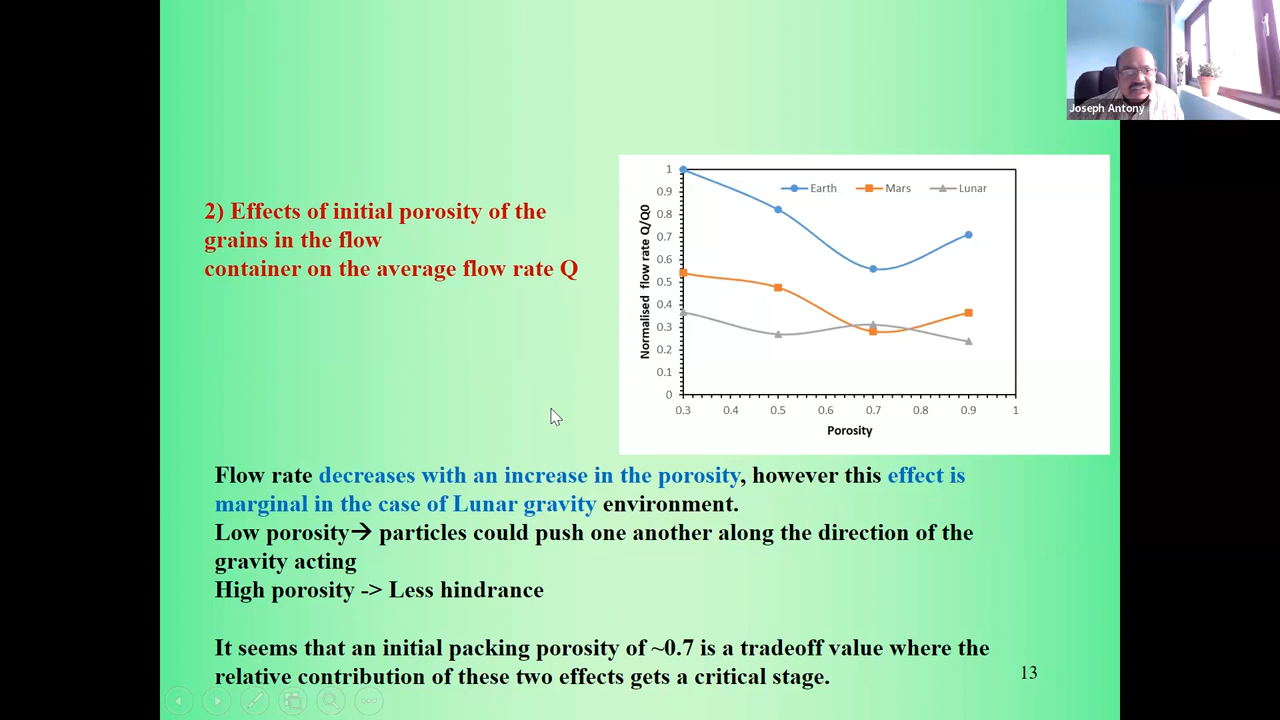 Joseph Antony
2) Effects of initial porosity of the
grains in the flow
container on the average flow rate Q
Earth Mars Lunar
Normalised flow rate Q/Q0
1
0.9
0.8
0.7
0.6
0.5
0.4
0.3
0.2
0.1
0
0.3 0.4 0.5 0.6 0.7 0.8 0.9 1
Porosity
Flow rate decreases with an increase in the porosity, however this effect is
marginal in the case of Lunar gravity environment.
Low porosity→ particles could push one another along the direction of the
gravity acting
High porosity -> Less hindrance
It seems that an initial packing porosity of ~0.7 is a tradeoff value where the
relative contribution of these two effects gets a critical stage.
13